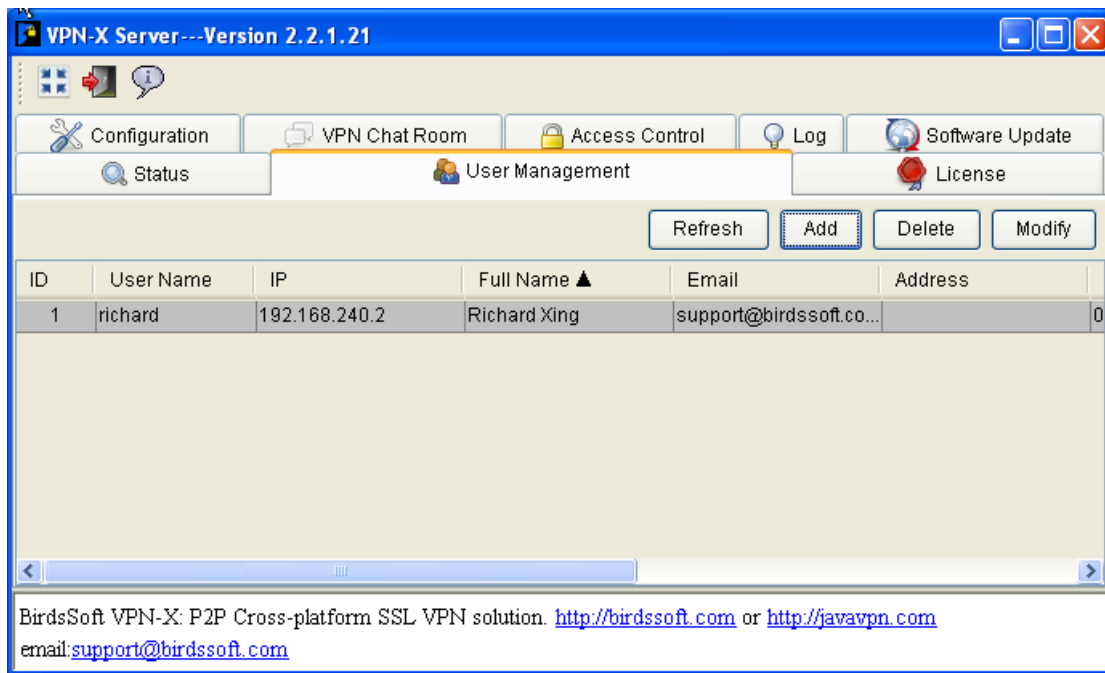 VPN-X Server---Version 2.2.1.21
Configuration VPN Chat Room Access Control Log Software Update
Status User Management License
Refresh Add Delete Modify
ID User Name IP Full Name ▲ Email Address
1 richard 192.168.240.2 Richard Xing support@birdssoft.co... 0
BirdsSoft VPN-X: P2P Cross-platform SSL VPN solution. http://birdssoft.com or http://javavpn.com
email:support@birdssoft.com